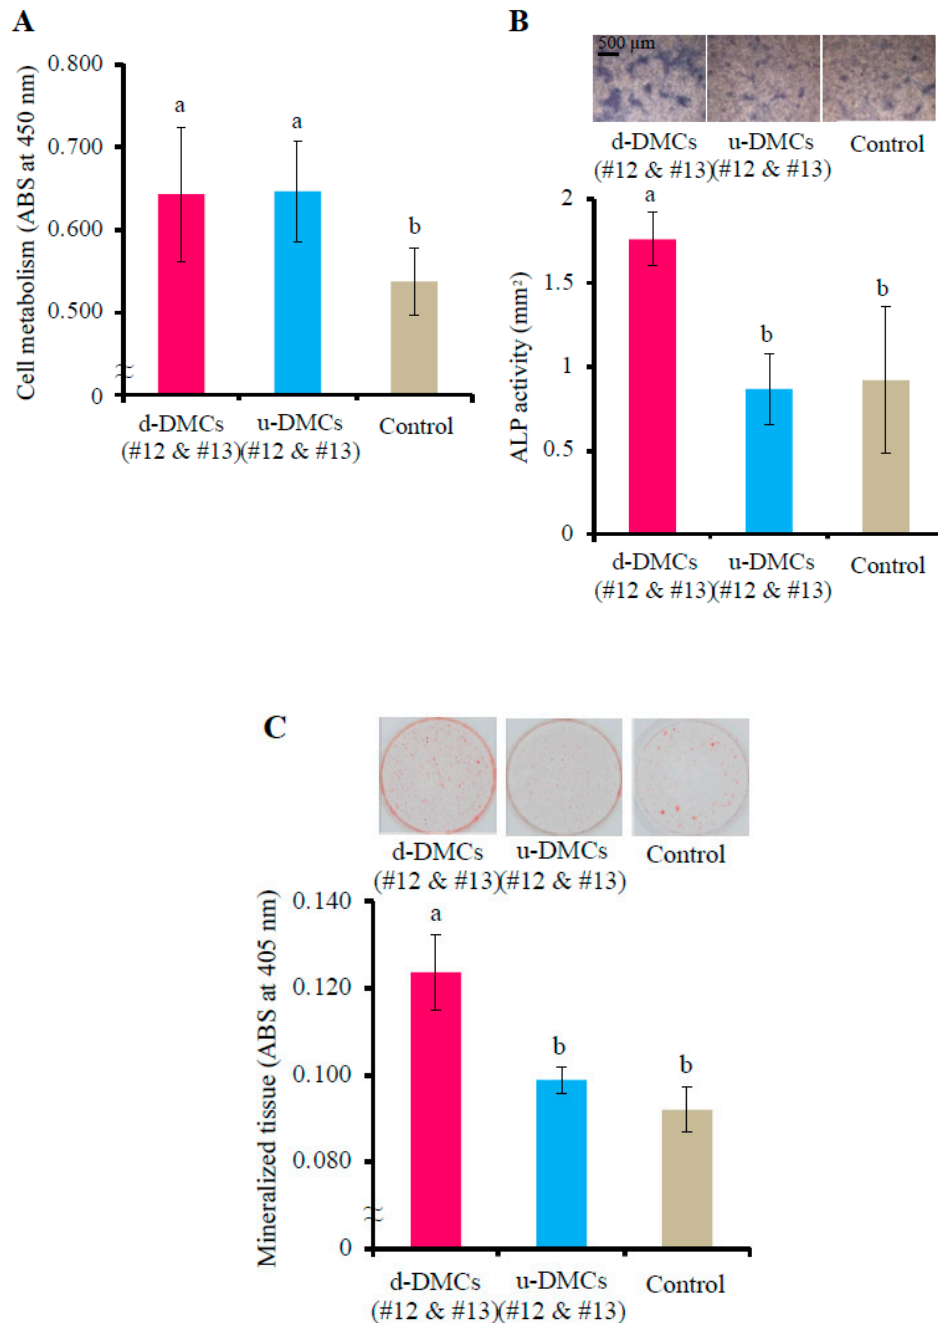 A
Cell metabolism (ABS at 450 nm)
0.800
0.700
0.600
0.500
0
a
a
b
d-DMCs u-DMCs Control
(#12 & #13)(#12 & #13)
B
500 µm
d-DMCs u-DMCs Control
(#12 & #13)(#12 & #13)
ALP activity (mm²)
2
1.5
1
0.5
0
a
b
b
d-DMCs u-DMCs Control
(#12 & #13)(#12 & #13)
C
d-DMCs u-DMCs Control
(#12 & #13)(#12 & #13)
Mineralized tissue (ABS at 405 nm)
0.140
0.120
0.100
0.080
0
a
b
b
d-DMCs u-DMCs Control
(#12 & #13)(#12 & #13)